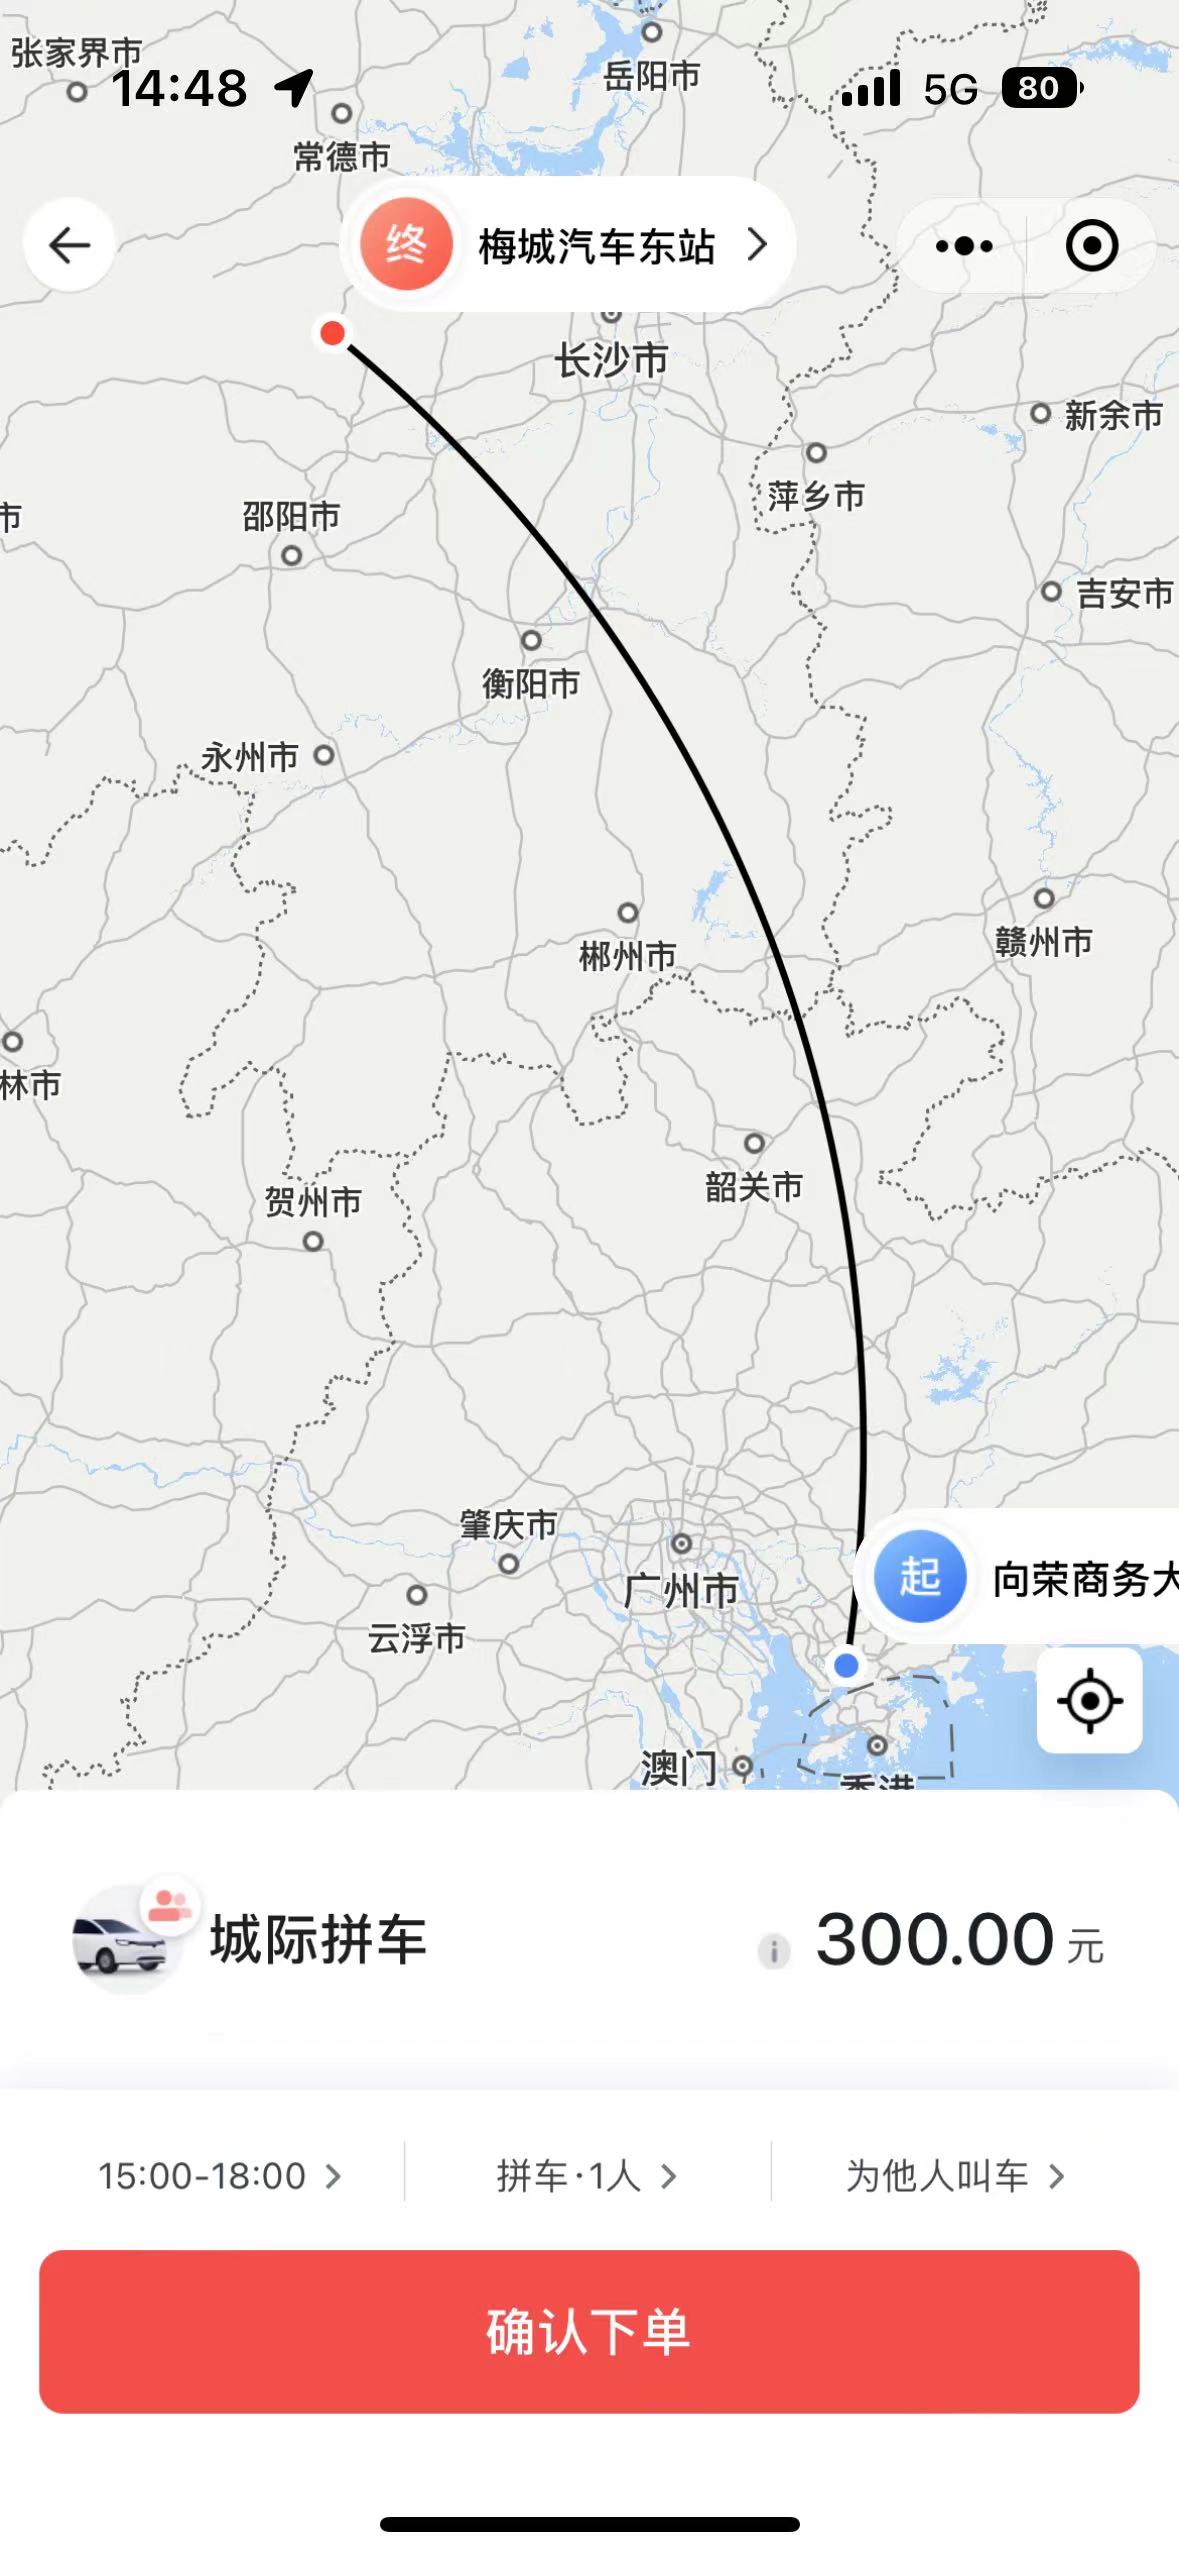 张家界市
14:48
5G
80
岳阳市
常德市
终
梅城汽车东站
长沙市
新余市
萍乡市
邵阳市
市
吉安市
衡阳市
永州市
郴州市
赣州市
林市
韶关市
贺州市
肇庆市
广州市
起
向荣商务大
云浮市
澳门
香港
城际拼车
300.00 元
15:00-18:00
拼车·1人
为他人叫车
确认下单